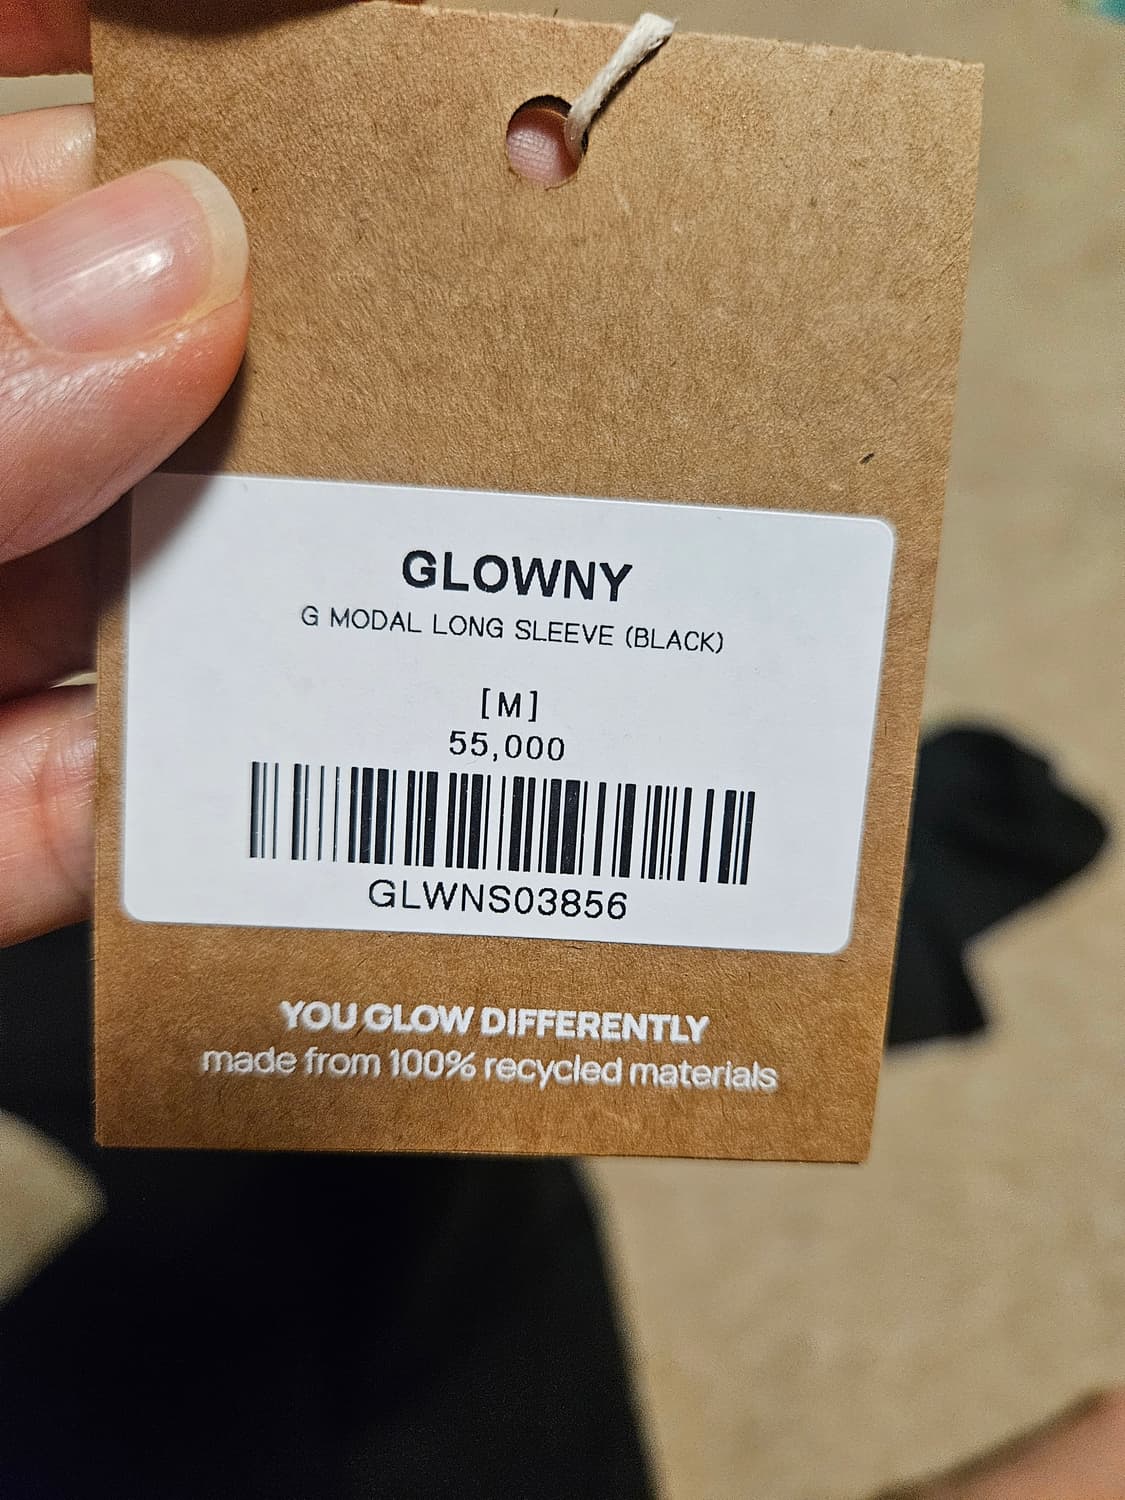 GLOWNY
G MODAL LONG SLEEVE (BLACK)
[M]
55,000
GLWNS03856
YOU GLOW DIFFERENTLY
made from 100% recycled materials